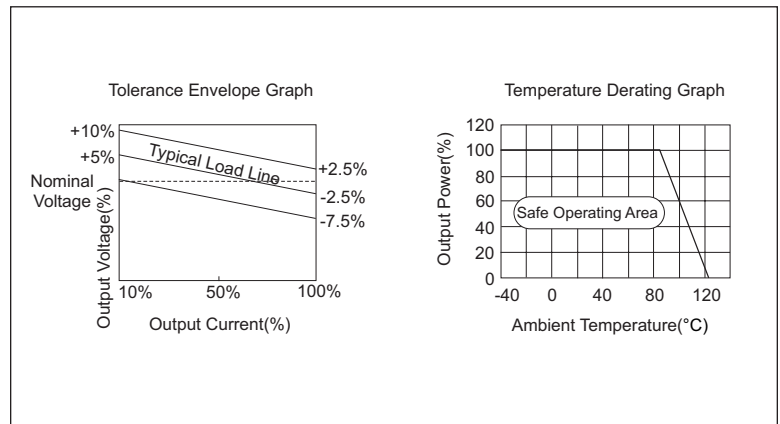 Tolerance Envelope Graph
+10%
+5%
Nominal
Voltage
Output Voltage(%)
Typical Load Line
+2.5%
-2.5%
-7.5%
10%
50%
100%
Output Current(%)
Temperature Derating Graph
Output Power(%)
120
100
80
60
40
20
0
Safe Operating Area
-40
0
40
80
120
Ambient Temperature(°C)